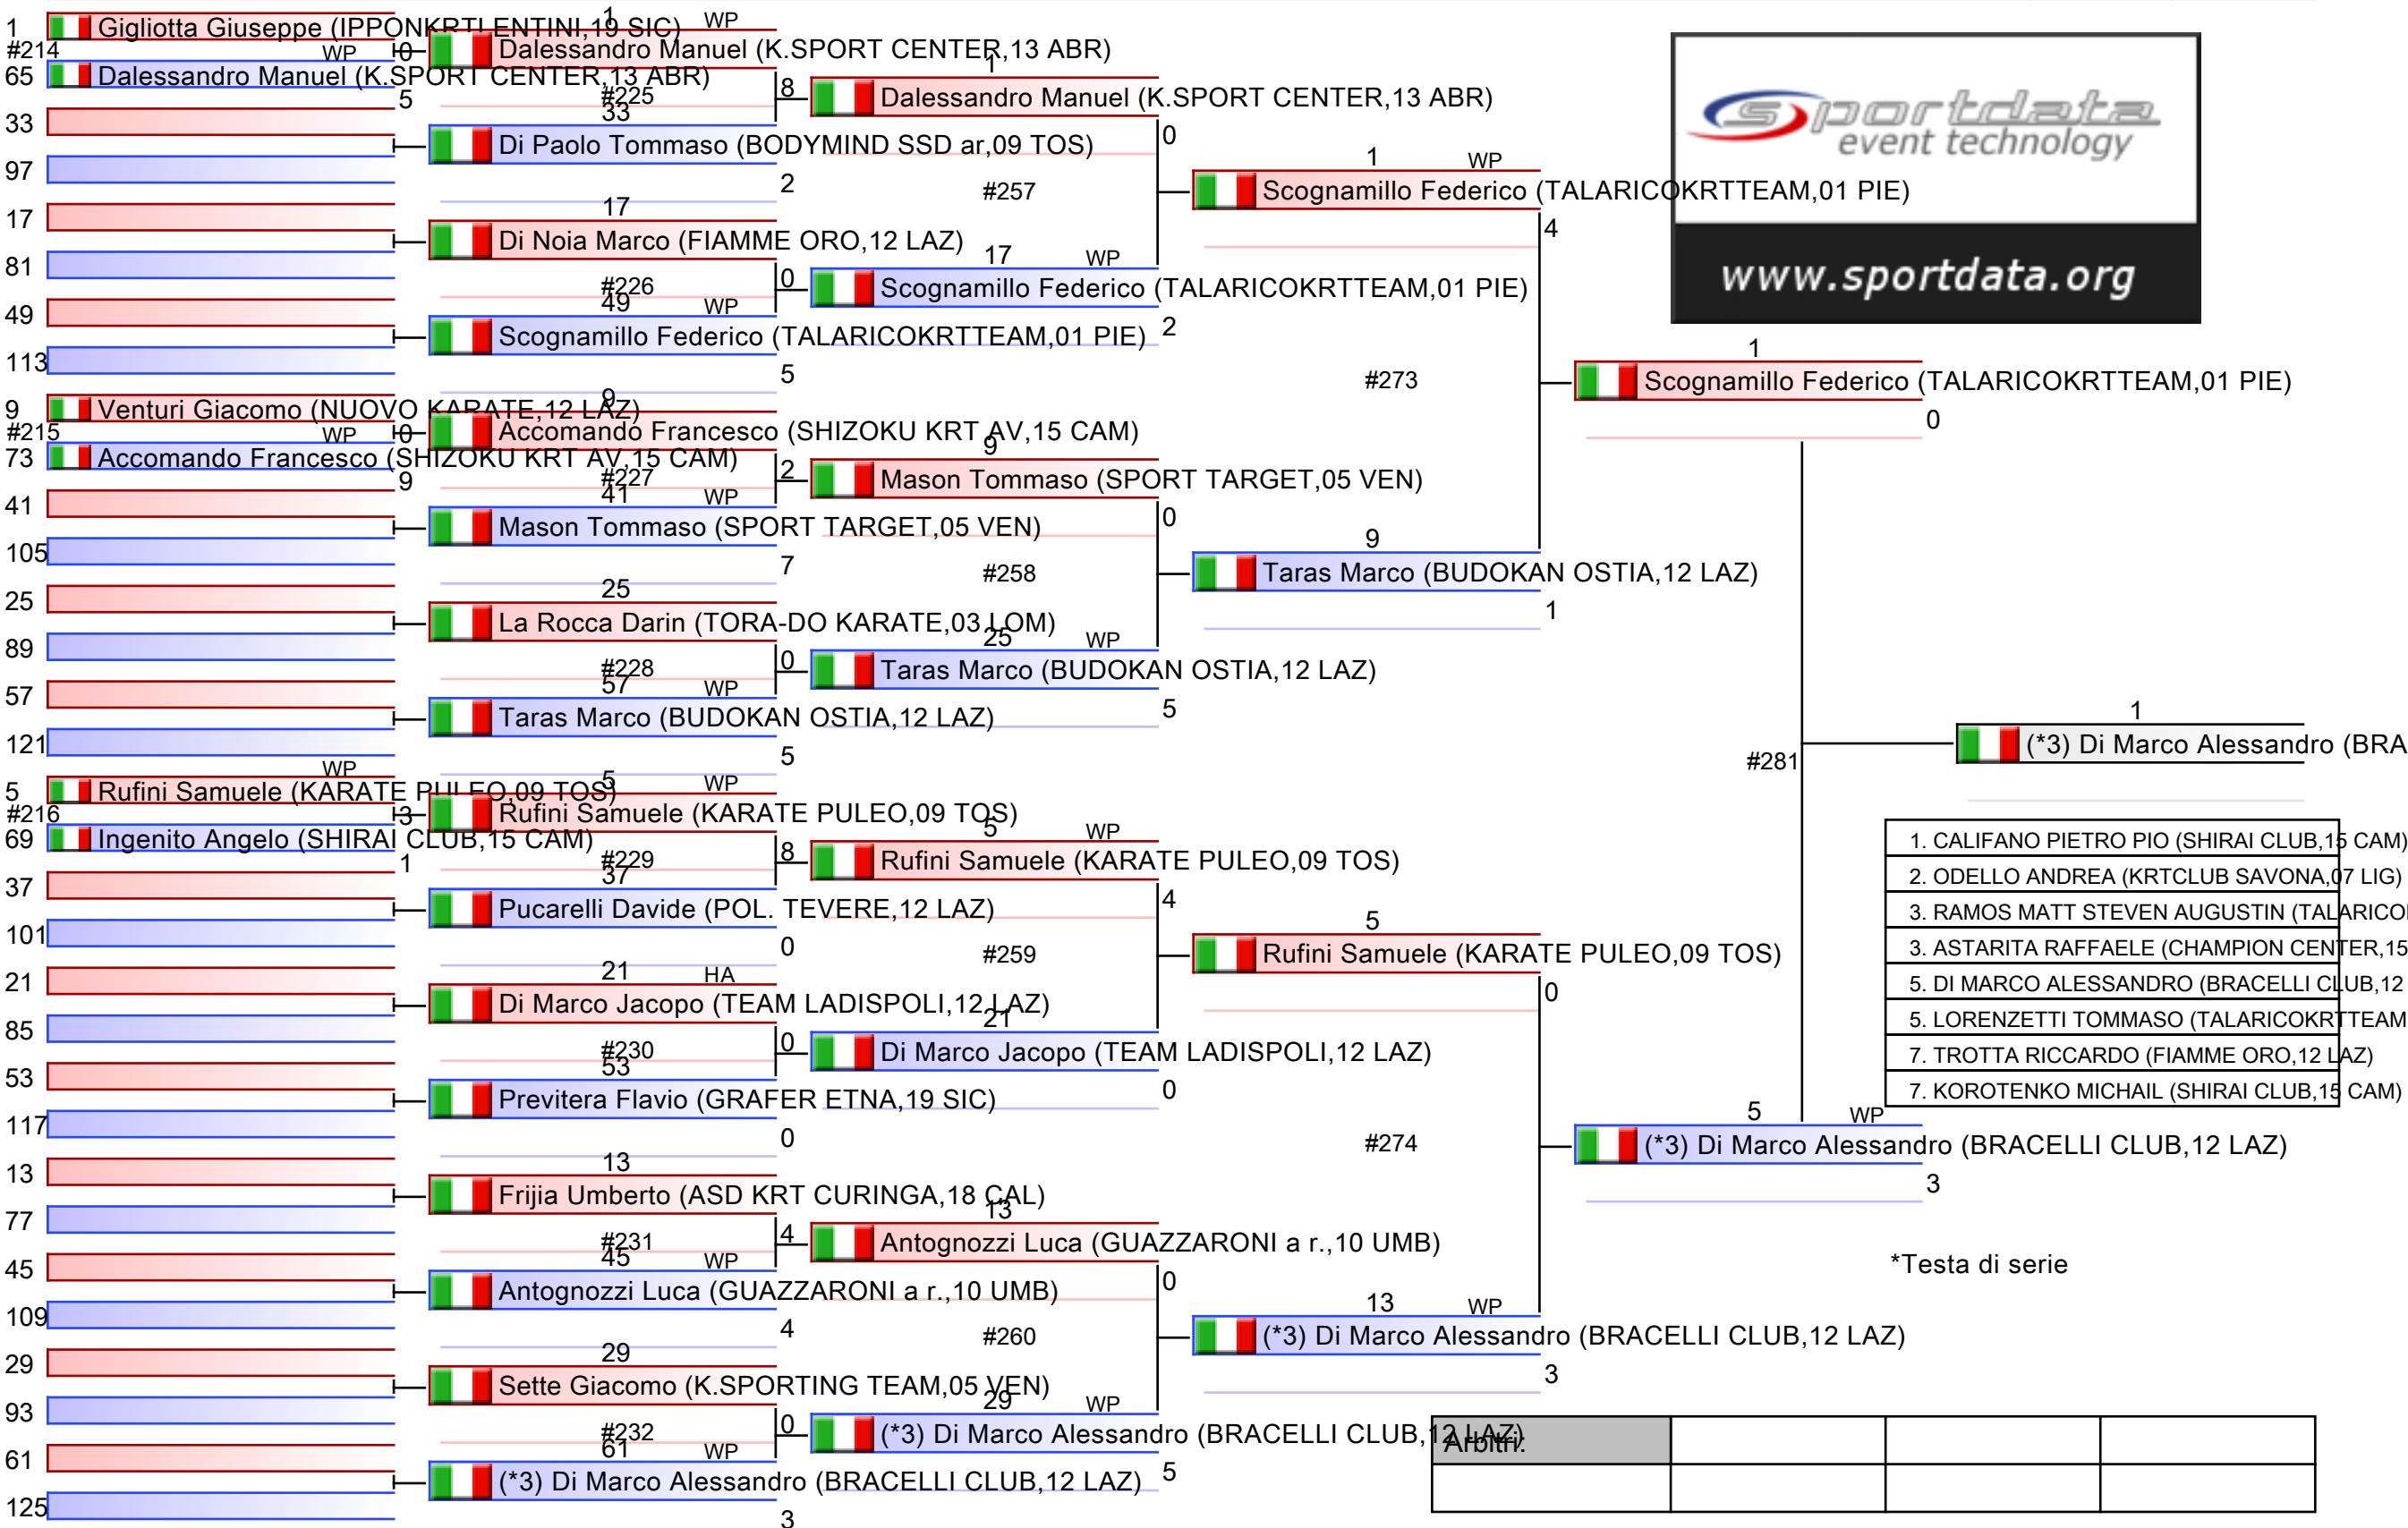 1 Gigliotta Giuseppe (IPPONKRTLENTINI,19 SIC)
#214 WP 0
65 Dalessandro Manuel (K.SPORT CENTER,13 ABR)
5
33
97
17
81
49
113
9 Venturi Giacomo (NUOVO KARATE,12 LAZ)
#215 WP 0
73 Accomando Francesco (SHIZOKU KRT AV,15 CAM)
9
41
105
25
89
57
121
WP
5 Rufini Samuele (KARATE PULEO,09 TOS)
#216 3
69 Ingenito Angelo (SHIRAI CLUB,15 CAM)
1
37
101
21
85
53
117
13
77
45
109
29
93
61
125
1 WP
Dalessandro Manuel (K.SPORT CENTER,13 ABR)
8
#225
33
Di Paolo Tommaso (BODYMIND SSD ar,09 TOS)
2
17
Di Noia Marco (FIAMME ORO,12 LAZ)
0
#226
49 WP
Scognamillo Federico (TALARICOKRTTEAM,01 PIE)
5
9
Accomando Francesco (SHIZOKU KRT AV,15 CAM)
2
#227
41 WP
Mason Tommaso (SPORT TARGET,05 VEN)
7
25
La Rocca Darin (TORA-DO KARATE,03 LOM)
0
#228
57 WP
Taras Marco (BUDOKAN OSTIA,12 LAZ)
5
5 WP
Rufini Samuele (KARATE PULEO,09 TOS)
8
#229
37
Pucarelli Davide (POL. TEVERE,12 LAZ)
0
21 HA
Di Marco Jacopo (TEAM LADISPOLI,12 LAZ)
0
#230
53
Previtera Flavio (GRAFER ETNA,19 SIC)
0
13
Frijia Umberto (ASD KRT CURINGA,18 CAL)
4
#231
45 WP
Antognozzi Luca (GUAZZARONI a r.,10 UMB)
4
29
Sette Giacomo (K.SPORTING TEAM,05 VEN)
0
#232
61 WP
(*3) Di Marco Alessandro (BRACELLI CLUB,12 LAZ)
3
1
Dalessandro Manuel (K.SPORT CENTER,13 ABR)
0
#257
17 WP
Scognamillo Federico (TALARICOKRTTEAM,01 PIE)
2
9
Mason Tommaso (SPORT TARGET,05 VEN)
0
#258
25 WP
Taras Marco (BUDOKAN OSTIA,12 LAZ)
5
5 WP
Rufini Samuele (KARATE PULEO,09 TOS)
4
#259
21
Di Marco Jacopo (TEAM LADISPOLI,12 LAZ)
0
13
Antognozzi Luca (GUAZZARONI a r.,10 UMB)
0
#260
29 WP
(*3) Di Marco Alessandro (BRACELLI CLUB,12 LAZ)
5
1 WP
Scognamillo Federico (TALARICOKRTTEAM,01 PIE)
4
#273
9
Taras Marco (BUDOKAN OSTIA,12 LAZ)
1
5
Rufini Samuele (KARATE PULEO,09 TOS)
0
#274
13 WP
(*3) Di Marco Alessandro (BRACELLI CLUB,12 LAZ)
3
sportdata
event technology
www.sportdata.org
1
Scognamillo Federico (TALARICOKRTTEAM,01 PIE)
0
#281
5 WP
(*3) Di Marco Alessandro (BRACELLI CLUB,12 LAZ)
3
1
(*3) Di Marco Alessandro (BRA
1. CALIFANO PIETRO PIO (SHIRAI CLUB,15 CAM)
2. ODELLO ANDREA (KRTCLUB SAVONA,07 LIG)
3. RAMOS MATT STEVEN AUGUSTIN (TALARICO
3. ASTARITA RAFFAELE (CHAMPION CENTER,15
5. DI MARCO ALESSANDRO (BRACELLI CLUB,12
5. LORENZETTI TOMMASO (TALARICOKRTTEAM
7. TROTTA RICCARDO (FIAMME ORO,12 LAZ)
7. KOROTENKO MICHAIL (SHIRAI CLUB,15 CAM)
*Testa di serie
Arbitri: